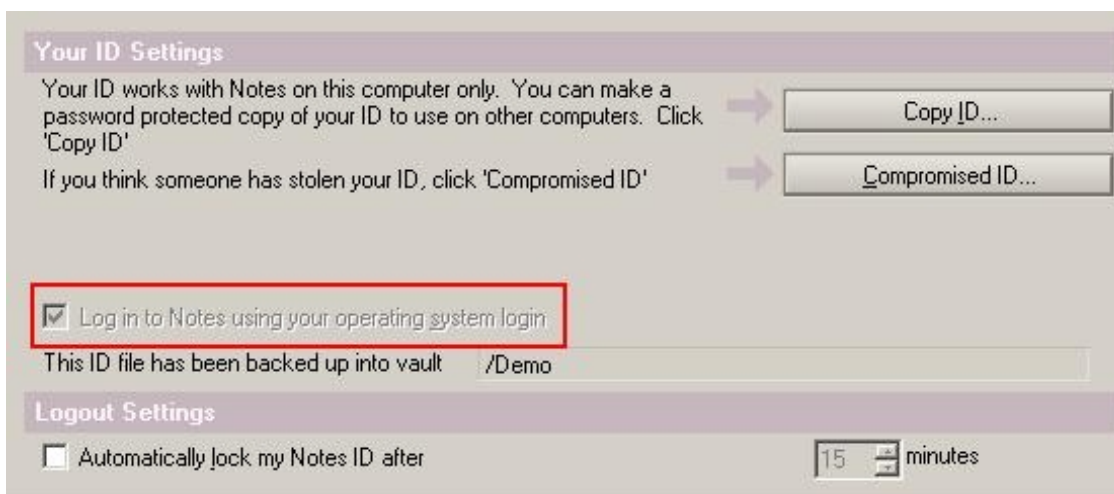 Your ID Settings
Your ID works with Notes on this computer only. You can make a
password protected copy of your ID to use on other computers. Click
'Copy ID'
Copy ID...
If you think someone has stolen your ID, click 'Compromised ID'
Compromised ID...
Log in to Notes using your operating system login
This ID file has been backed up into vault /Demo
Logout Settings
Automatically lock my Notes ID after 15 minutes